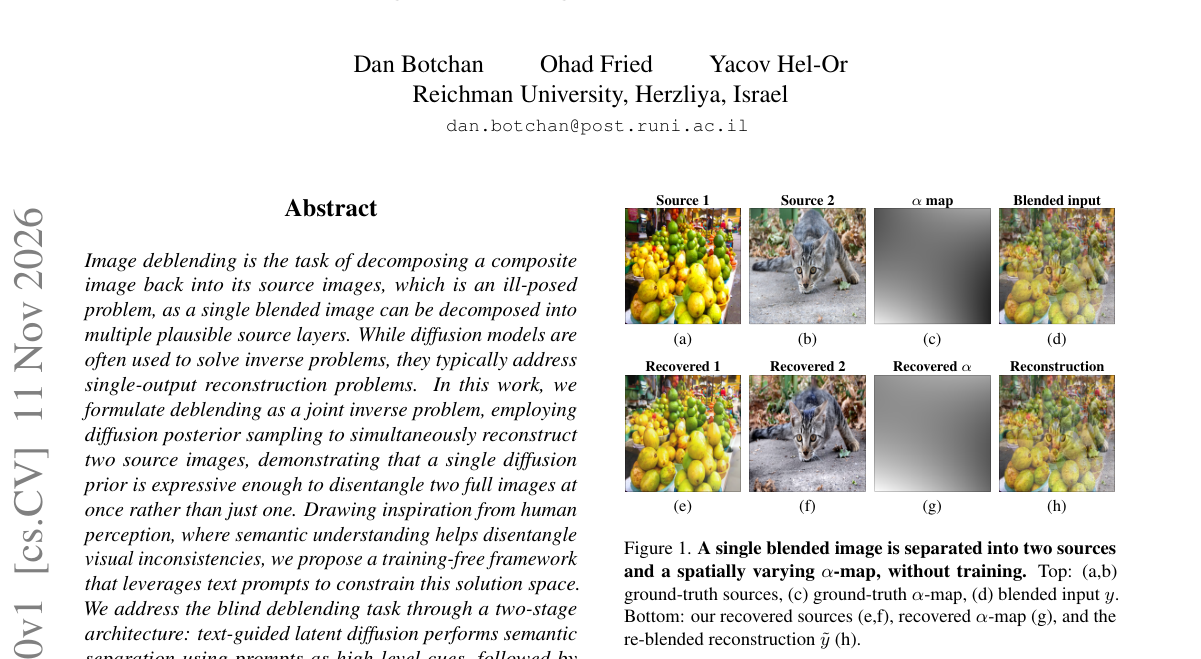 Dan Botchan Ohad Fried Yacov Hel-Or
Reichman University, Herzliya, Israel
dan.botchan@post.runi.ac.il
0v1 [cs.CV] 11 Nov 2026
Abstract
Image deblending is the task of decomposing a composite
image back into its source images, which is an ill-posed
problem, as a single blended image can be decomposed into
multiple plausible source layers. While diffusion models are
often used to solve inverse problems, they typically address
single-output reconstruction problems. In this work, we
formulate deblending as a joint inverse problem, employing
diffusion posterior sampling to simultaneously reconstruct
two source images, demonstrating that a single diffusion
prior is expressive enough to disentangle two full images at
once rather than just one. Drawing inspiration from human
perception, where semantic understanding helps disentangle
visual inconsistencies, we propose a training-free framework
that leverages text prompts to constrain this solution space.
We address the blind deblending task through a two-stage
architecture: text-guided latent diffusion performs semantic
separation using prompts as high-level cues, followed by
Source 1 Source 2 α map Blended input
(a) (b) (c) (d)
Recovered 1 Recovered 2 Recovered α Reconstruction
(e) (f) (g) (h)
Figure 1. A single blended image is separated into two sources
and a spatially varying α-map, without training. Top: (a,b)
ground-truth sources, (c) ground-truth α-map, (d) blended input y.
Bottom: our recovered sources (e,f), recovered α-map (g), and the
re-blended reconstruction ỹ (h).